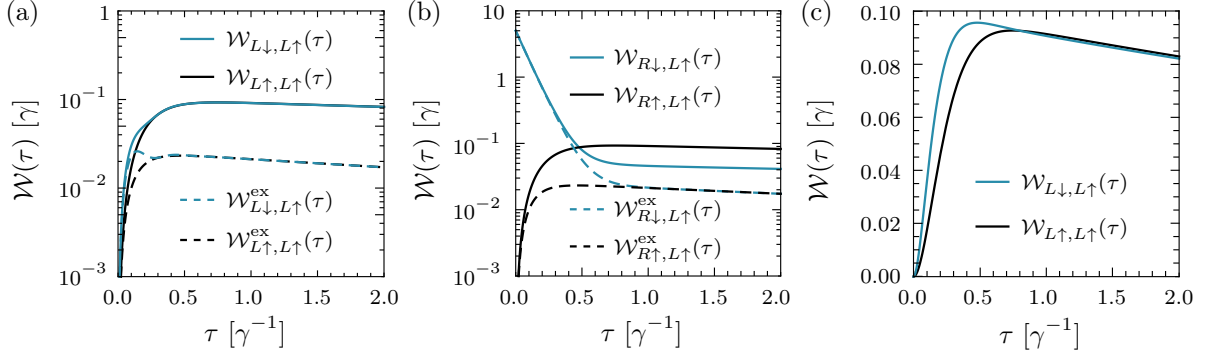 (a)
1
10⁻¹
10⁻²
10⁻³
𝒲(τ) [γ]
𝒲_{L↓,L↑}(τ)
𝒲_{L↑,L↑}(τ)
𝒲^{ex}_{L↓,L↑}(τ)
𝒲^{ex}_{L↑,L↑}(τ)
0.0 0.5 1.0 1.5 2.0
τ [γ⁻¹]
(b)
10
1
10⁻¹
10⁻²
10⁻³
𝒲(τ) [γ]
𝒲_{R↓,L↑}(τ)
𝒲_{R↑,L↑}(τ)
𝒲^{ex}_{R↓,L↑}(τ)
𝒲^{ex}_{R↑,L↑}(τ)
0.0 0.5 1.0 1.5 2.0
τ [γ⁻¹]
(c)
0.10
0.08
0.06
0.04
0.02
0.00
𝒲(τ) [γ]
𝒲_{L↓,L↑}(τ)
𝒲_{L↑,L↑}(τ)
0.0 0.5 1.0 1.5 2.0
τ [γ⁻¹]